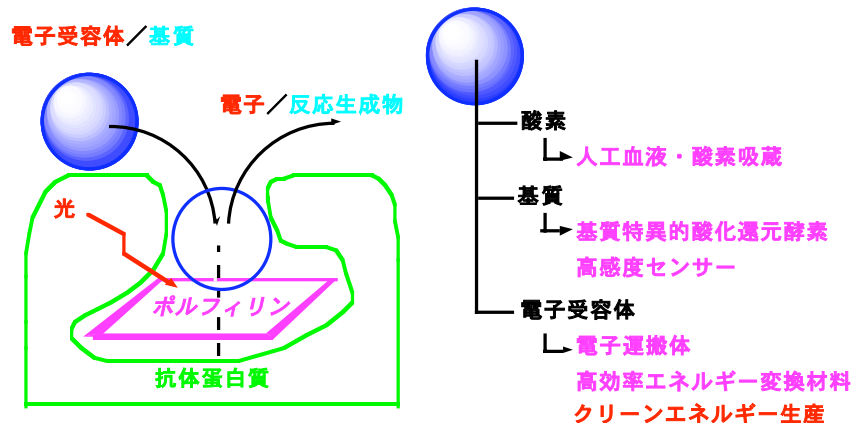 電子受容体／基質
電子／反応生成物
光
ポルフィリン
抗体蛋白質
酸素
人工血液・酸素吸蔵
基質
基質特異的酸化還元酵素
高感度センサー
電子受容体
電子運搬体
高効率エネルギー変換材料
クリーンエネルギー生産